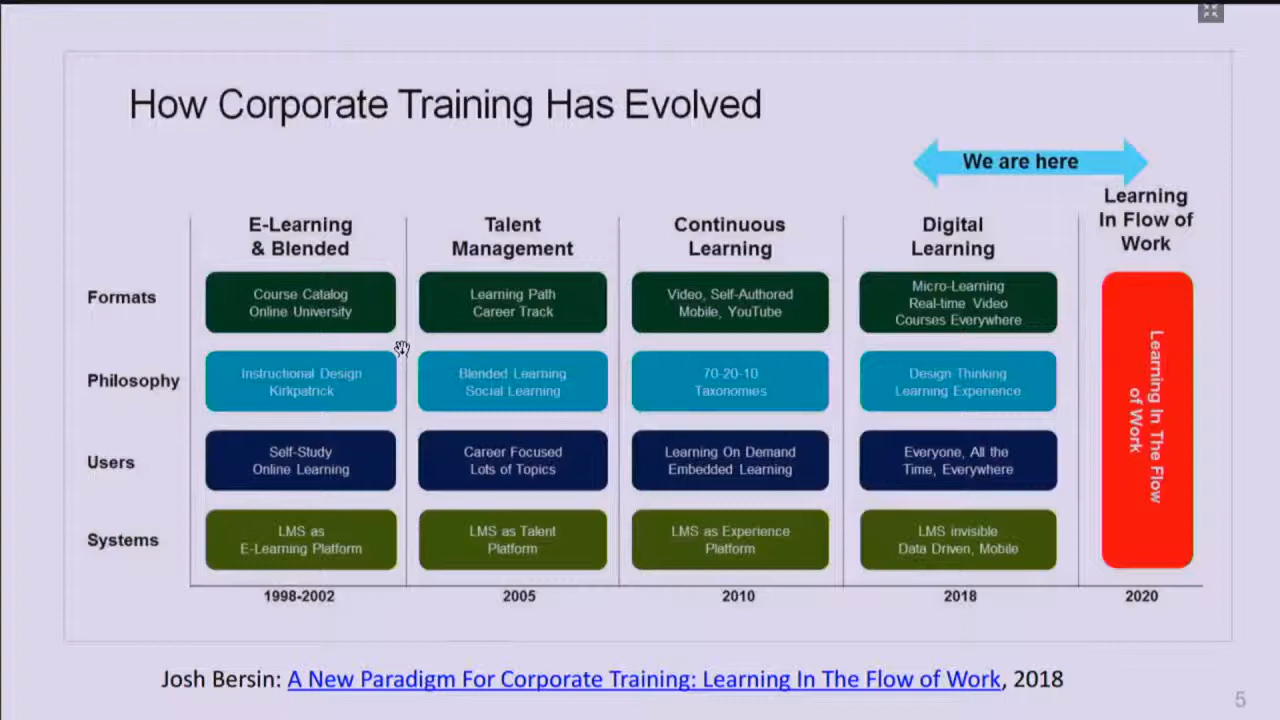 How Corporate Training Has Evolved
We are here
E-Learning
& Blended
Talent
Management
Continuous
Learning
Digital
Learning
Learning
In Flow of
Work
Formats
Course Catalog
Online University
Learning Path
Career Track
Video, Self-Authored
Mobile, YouTube
Micro-Learning
Real-time Video
Courses Everywhere
Philosophy
Instructional Design
Kirkpatrick
Blended Learning
Social Learning
70-20-10
Taxonomies
Design Thinking
Learning Experience
Users
Self-Study
Online Learning
Career Focused
Lots of Topics
Learning On Demand
Embedded Learning
Everyone, All the
Time, Everywhere
Systems
LMS as
E-Learning Platform
LMS as Talent
Platform
LMS as Experience
Platform
LMS invisible
Data Driven, Mobile
Learning In The Flow
of Work
1998-2002
2005
2010
2018
2020
Josh Bersin: A New Paradigm For Corporate Training: Learning In The Flow of Work, 2018
5